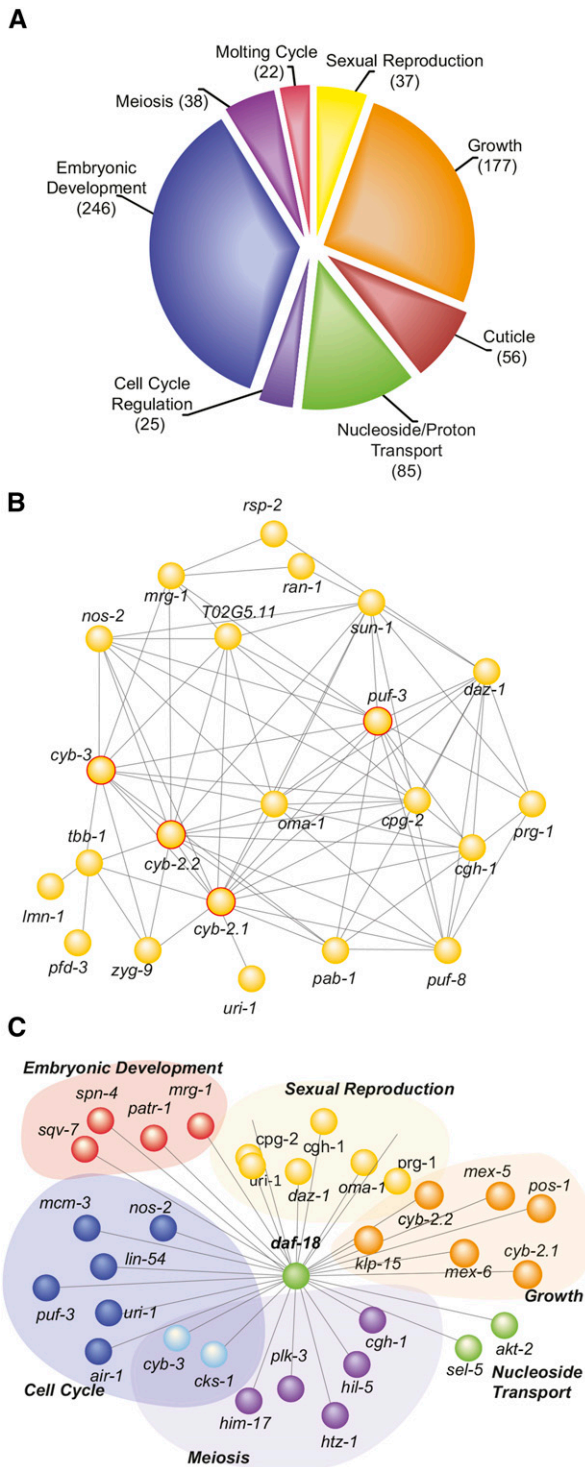 A
Molting Cycle
(22)
Sexual Reproduction
(37)
Meiosis (38)
Growth
(177)
Embryonic
Development
(246)
Cuticle
(56)
Cell Cycle
Regulation
(25)
Nucleoside/Proton
Transport
(85)
B
rsp-2
ran-1
mrg-1
nos-2
T02G5.11
sun-1
daz-1
puf-3
cyb-3
oma-1
cpg-2
prg-1
tbb-1
cyb-2.2
cgh-1
lmn-1
cyb-2.1
pfd-3
zyg-9
uri-1
pab-1
puf-8
C
Embryonic Development
spn-4
patr-1
mrg-1
sqv-7
Sexual Reproduction
cpg-2
cgh-1
uri-1
daz-1
oma-1
prg-1
mex-5
pos-1
cyb-2.2
mcm-3
nos-2
daf-18
klp-15
mex-6
cyb-2.1
lin-54
Growth
puf-3
uri-1
cgh-1
akt-2
air-1
cyb-3
plk-3
sel-5
Nucleoside
Transport
Cell Cycle
cks-1
hil-5
him-17
htz-1
Meiosis